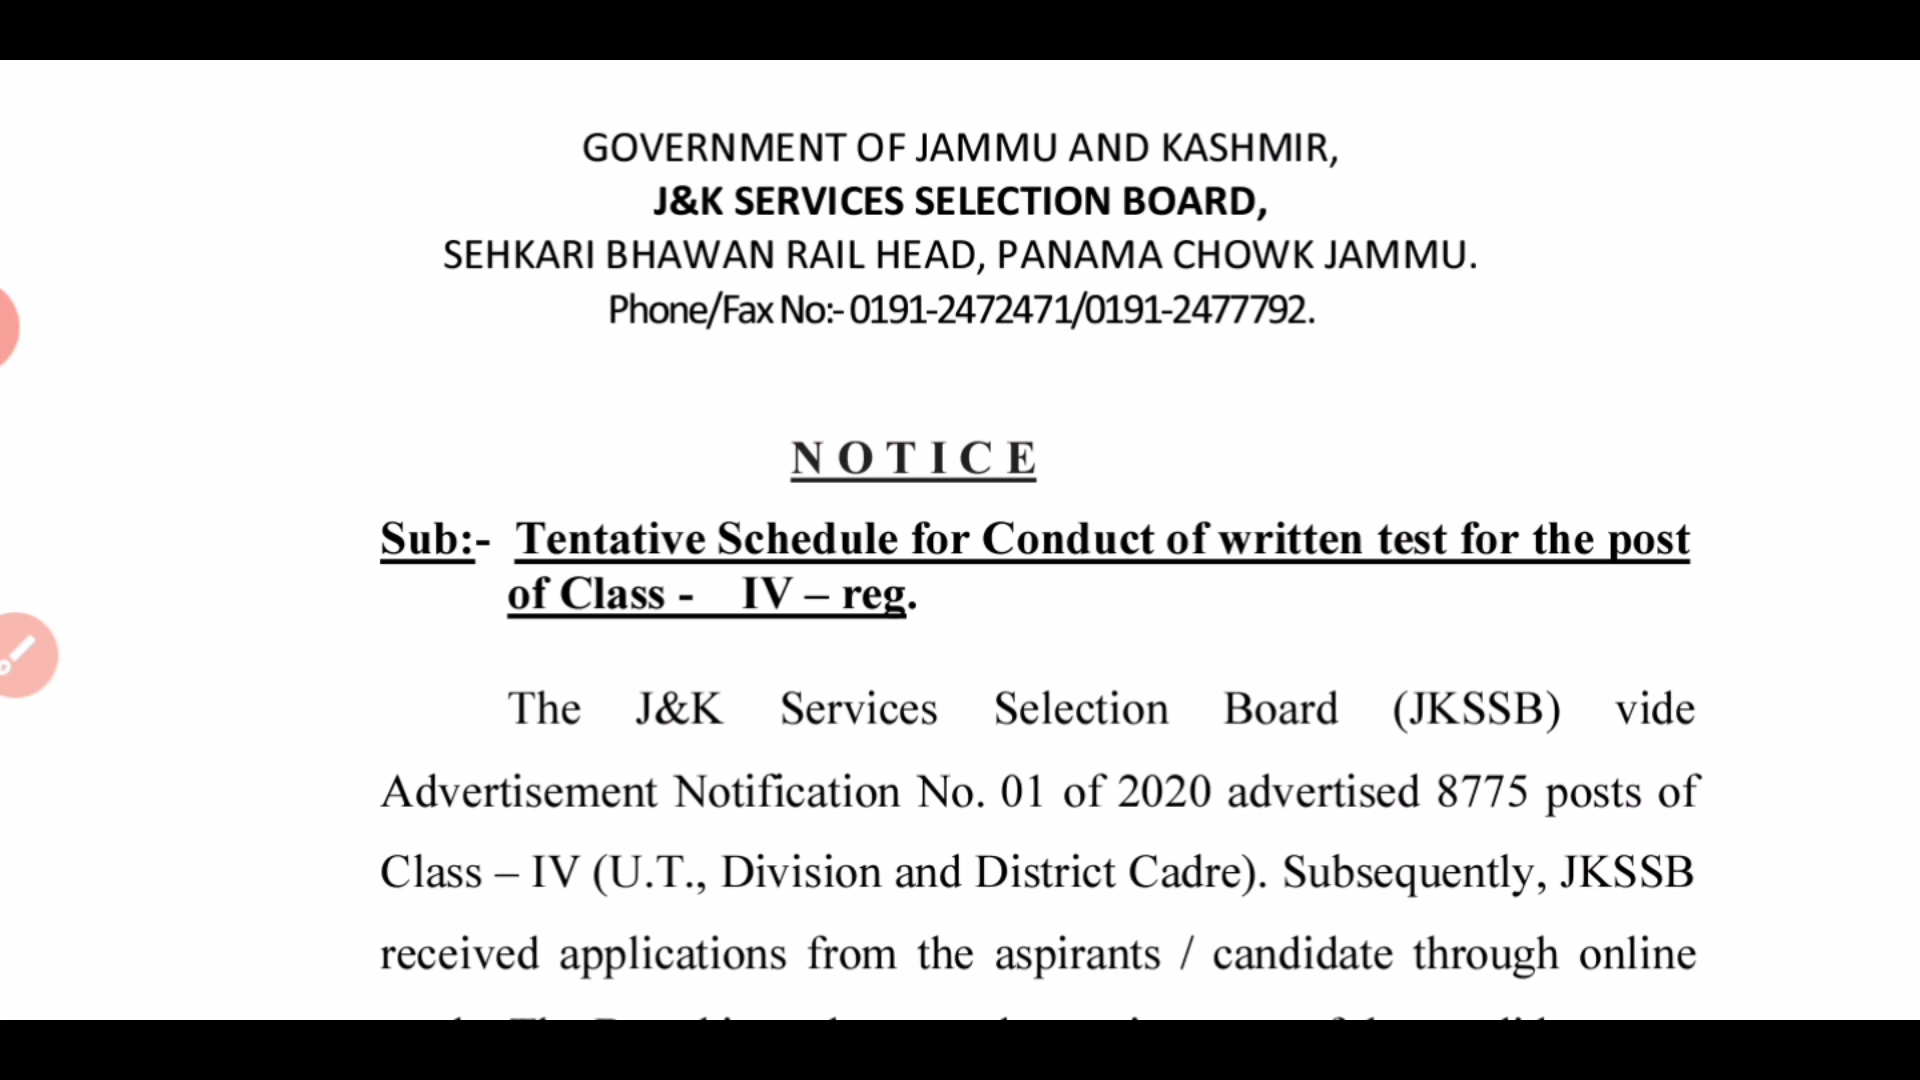 GOVERNMENT OF JAMMU AND KASHMIR,
J&K SERVICES SELECTION BOARD,
SEHKARI BHAWAN RAIL HEAD, PANAMA CHOWK JAMMU.
Phone/Fax No:- 0191-2472471/0191-2477792.
N O T I C E
Sub:- Tentative Schedule for Conduct of written test for the post
of Class - IV – reg.
The J&K Services Selection Board (JKSSB) vide
Advertisement Notification No. 01 of 2020 advertised 8775 posts of
Class – IV (U.T., Division and District Cadre). Subsequently, JKSSB
received applications from the aspirants / candidate through online